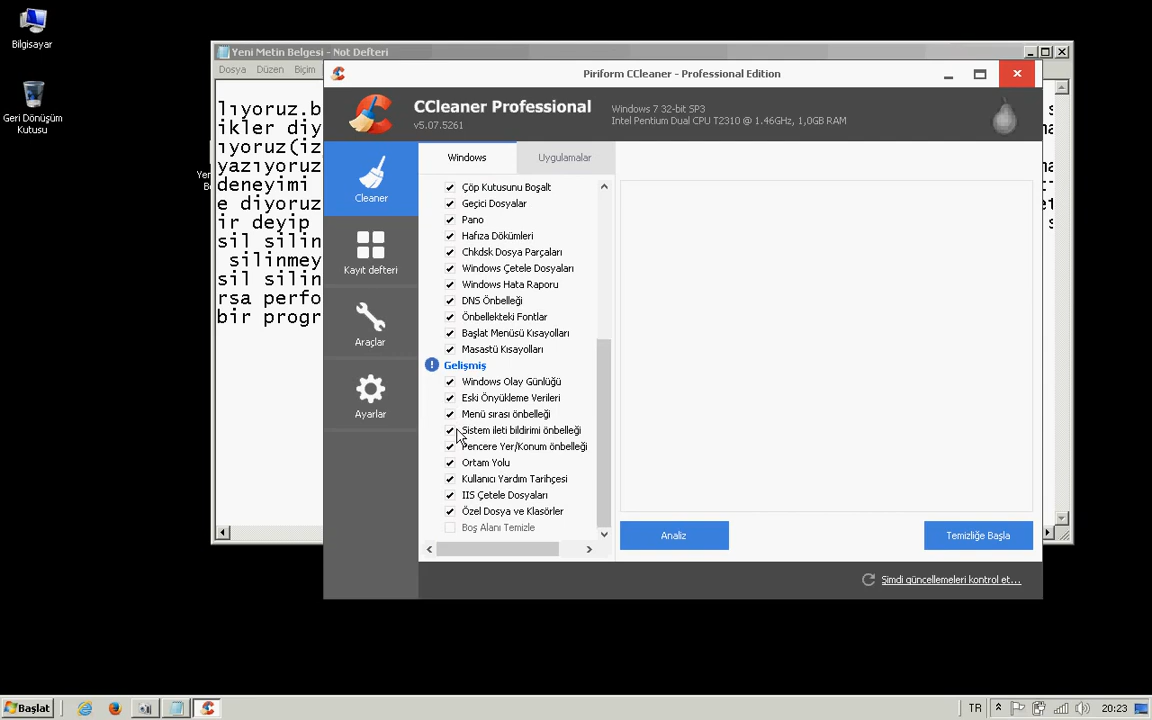 Bilgisayar
Geri Dönüşüm
Kutusu
Yeni Metin Belgesi - Not Defteri
Dosya Düzen Biçim
lıyoruz.b
ikler diy
ıyoruz(iz
yazıyoruz
deneyimi
e diyoruz
ir deyip
sil silin
silinmey
sil silin
rsa perfo
bir progr
Piriform CCleaner - Professional Edition
CCleaner Professional
v5.07.5261
Windows 7 32-bit SP3
Intel Pentium Dual CPU T2310 @ 1.46GHz, 1,0GB RAM
Cleaner
Kayıt defteri
Araçlar
Ayarlar
Windows
Uygulamalar
Çöp Kutusunu Boşalt
Geçici Dosyalar
Pano
Hafıza Dökümleri
Chkdsk Dosya Parçaları
Windows Çetele Dosyaları
Windows Hata Raporu
DNS Önbelleği
Önbellekteki Fontlar
Başlat Menüsü Kısayolları
Masastü Kısayolları
Gelişmiş
Windows Olay Günlüğü
Eski Önyükleme Verileri
Menü sırası önbelleği
Sistem ileti bildirimi önbelleği
Pencere Yer/Konum önbelleği
Ortam Yolu
Kullanıcı Yardım Tarihçesi
IIS Çetele Dosyaları
Özel Dosya ve Klasörler
Boş Alanı Temizle
Analiz
Temizliğe Başla
Şimdi güncellemeleri kontrol et...
Başlat
TR
20:23